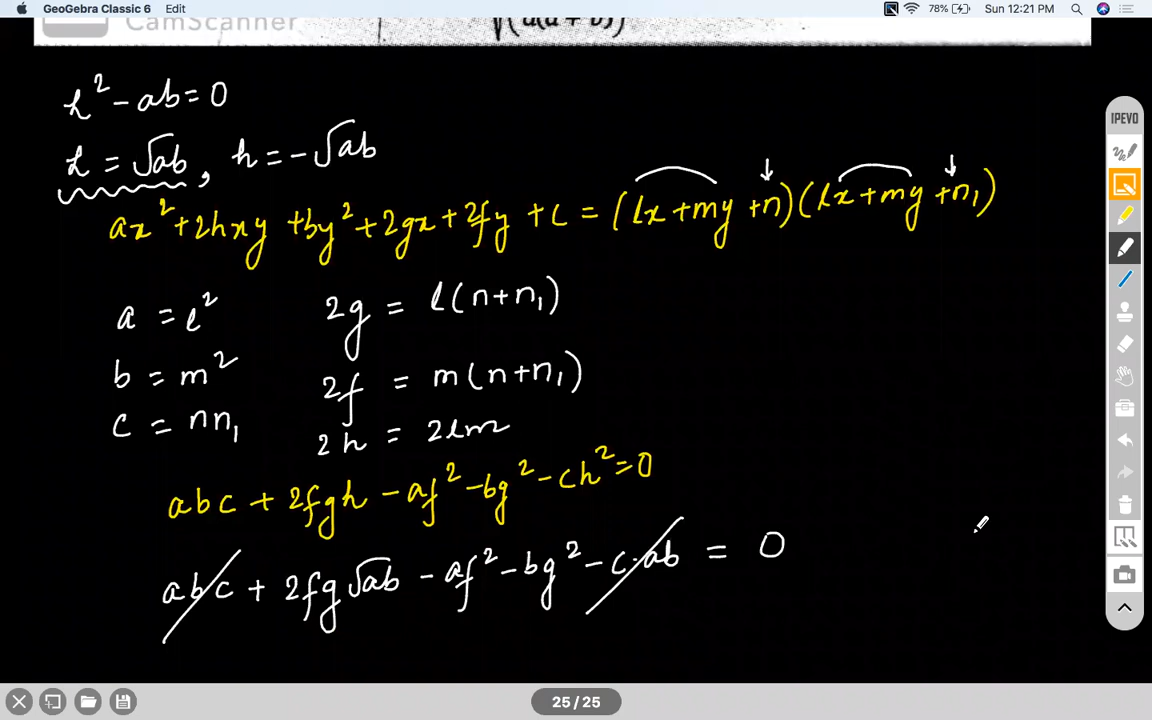 GeoGebra Classic 6 Edit 78% Sun 12:21 PM
CamScanner
h² - ab = 0
h = √ab, h = -√ab
ax² + 2hxy + by² + 2gx + 2fy + c = (lx + my + n)(lx + my + n₁)
a = l² 2g = l(n + n₁)
b = m² 2f = m(n + n₁)
c = nn₁ 2h = 2lm
abc + 2fgh - af² - bg² - ch² = 0
abc + 2fg√ab - af² - bg² - c·ab = 0
IPEVO
25/25